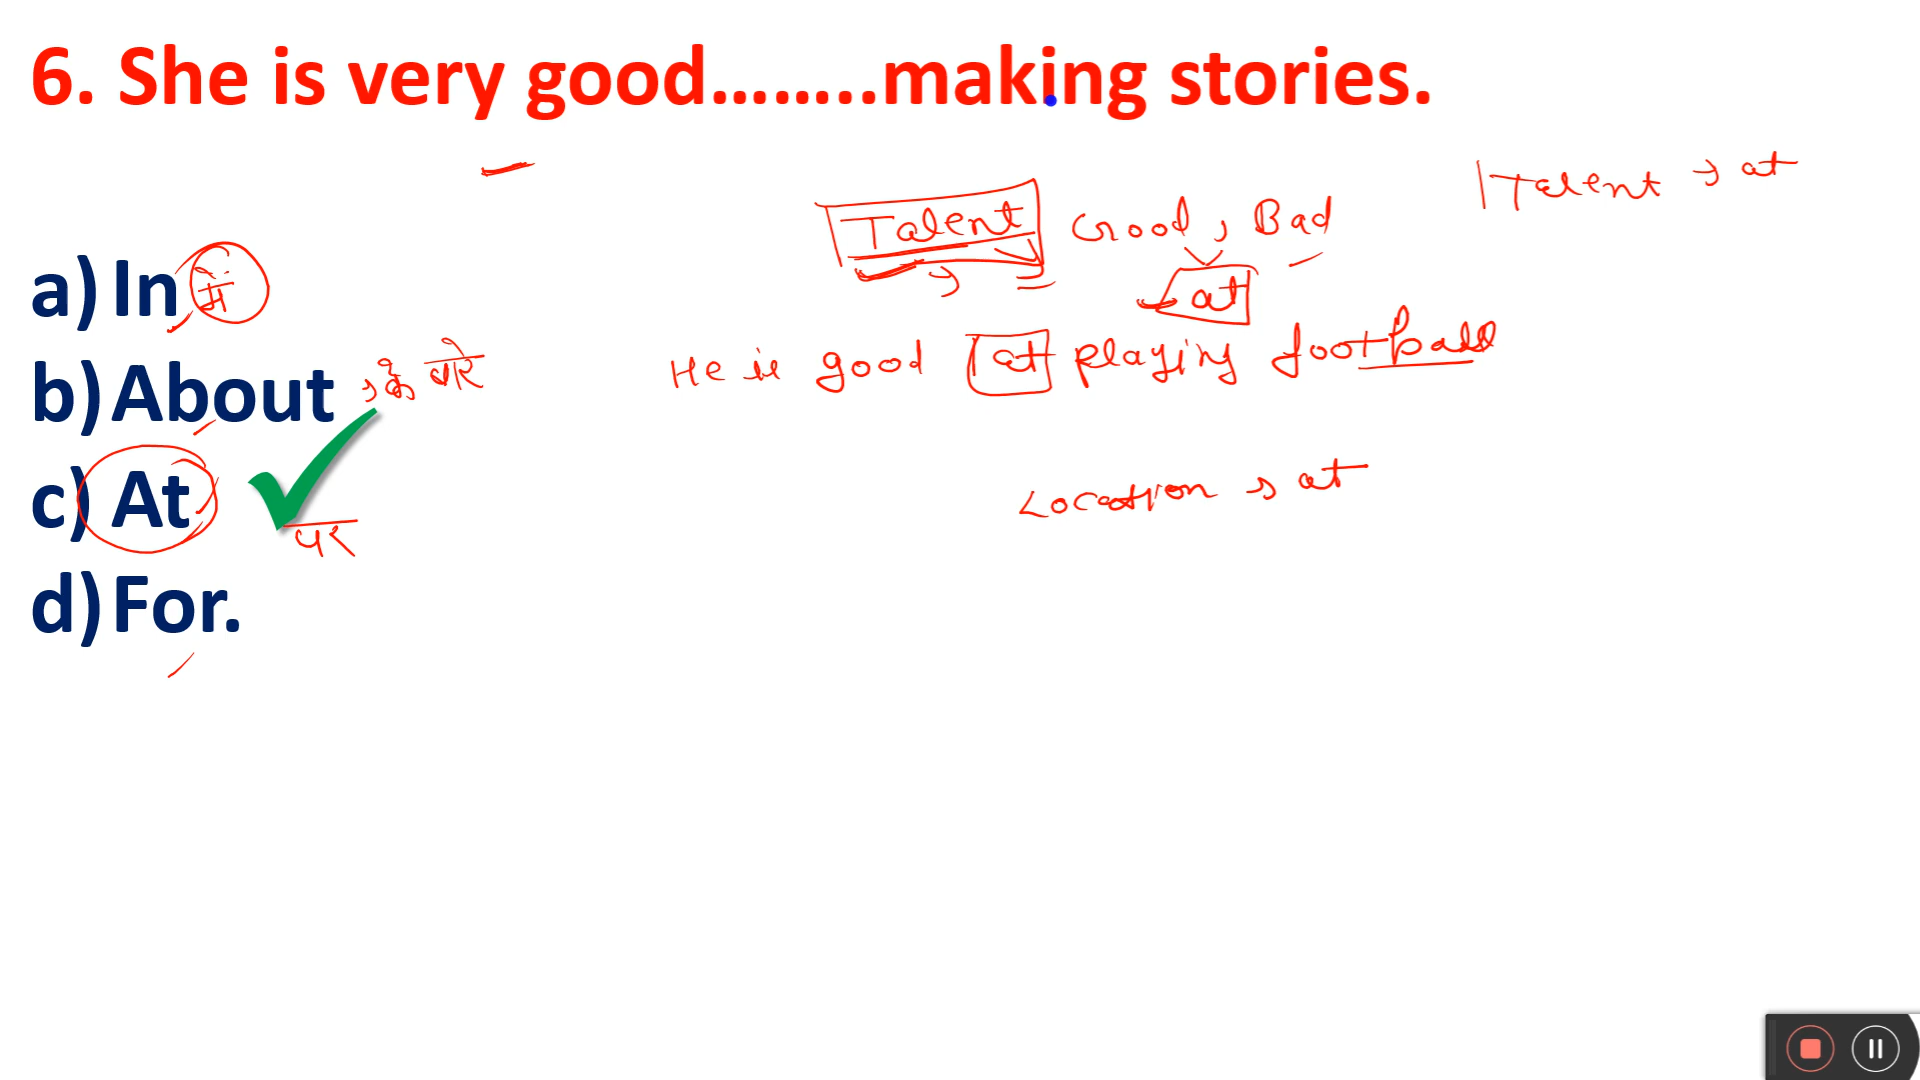 6. She is very good........making stories.
Talent → at
Talent Good, Bad
at
a) In में
He is good at playing football
b) About → के बारे
c) At
पर
Location → at
d) For.